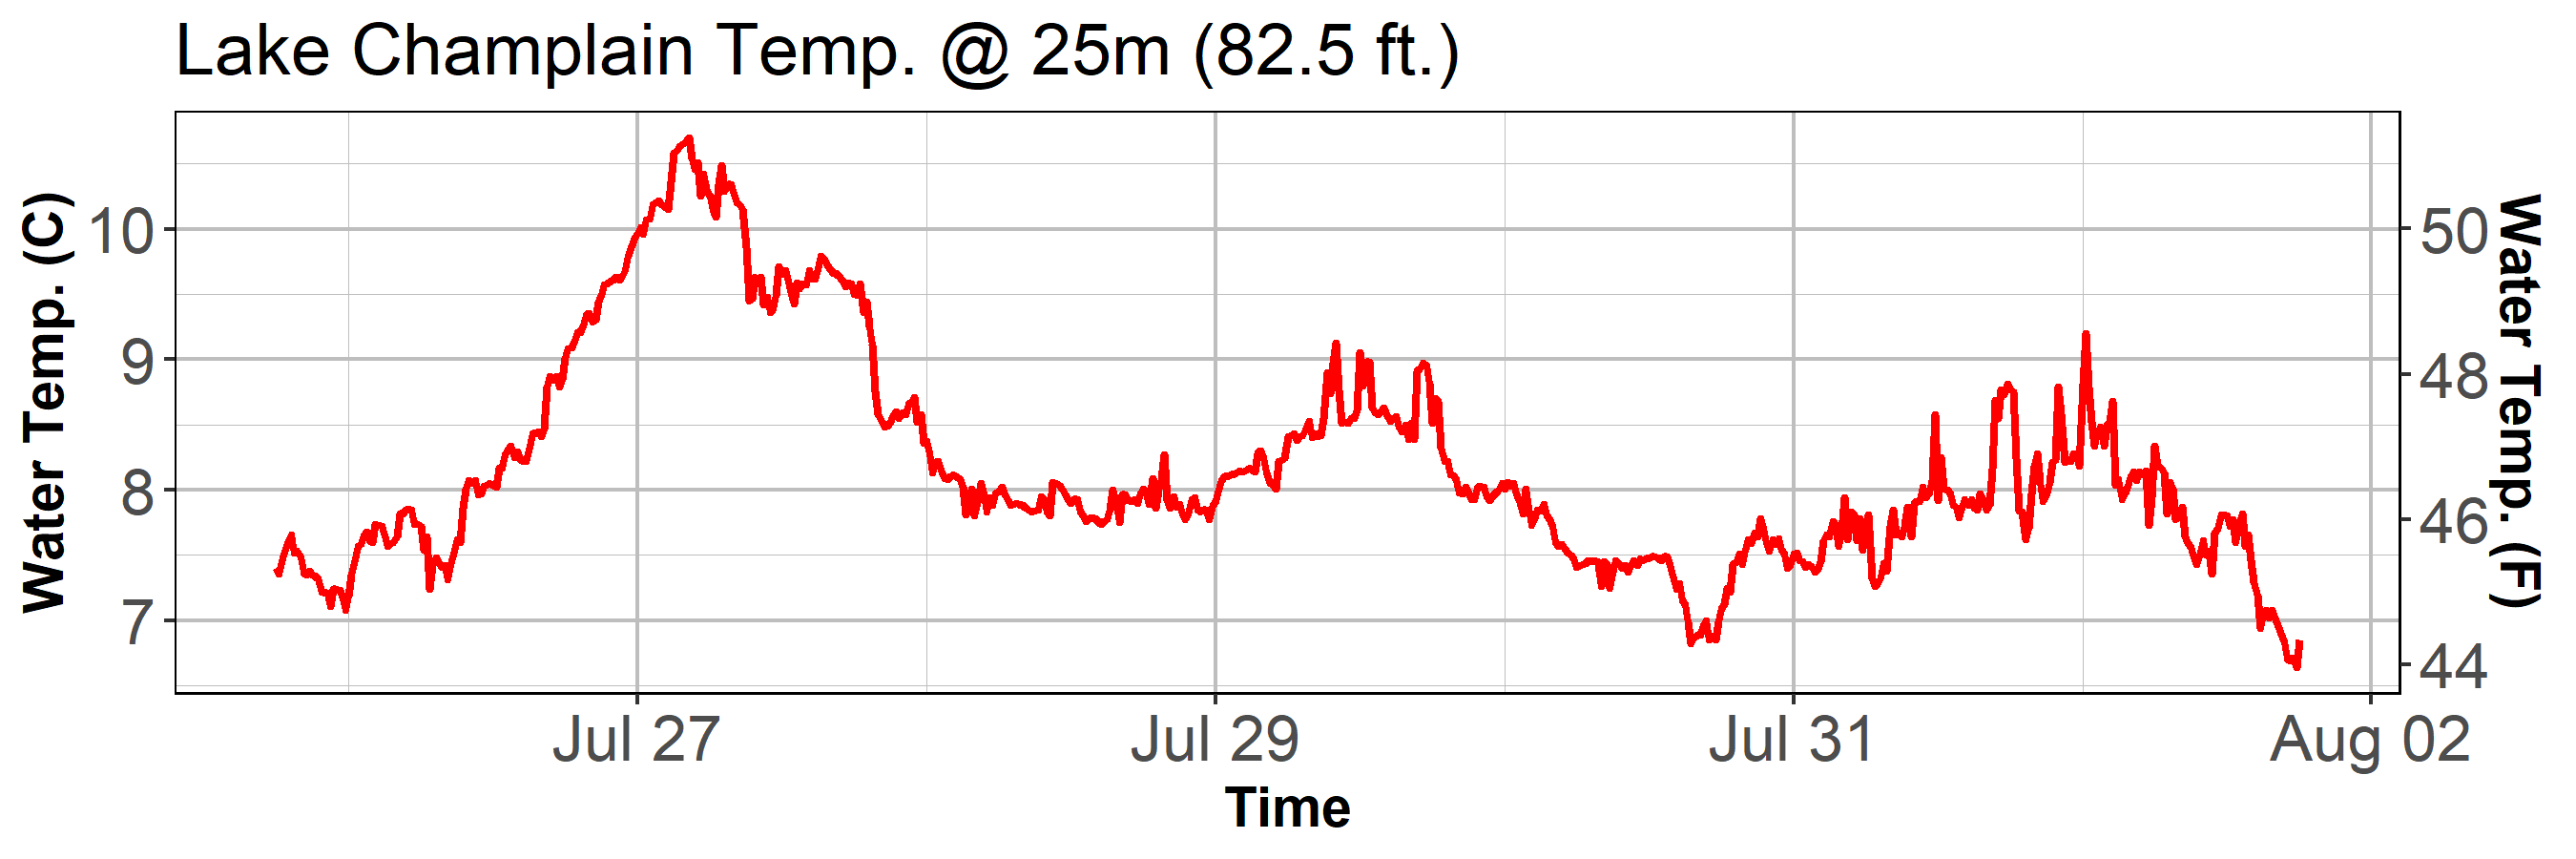 Lake Champlain Temp. @ 25m (82.5 ft.)
Water Temp. (C)
10
9
8
7
50
48
46
44
Water Temp. (F)
Jul 27
Jul 29
Jul 31
Aug 02
Time